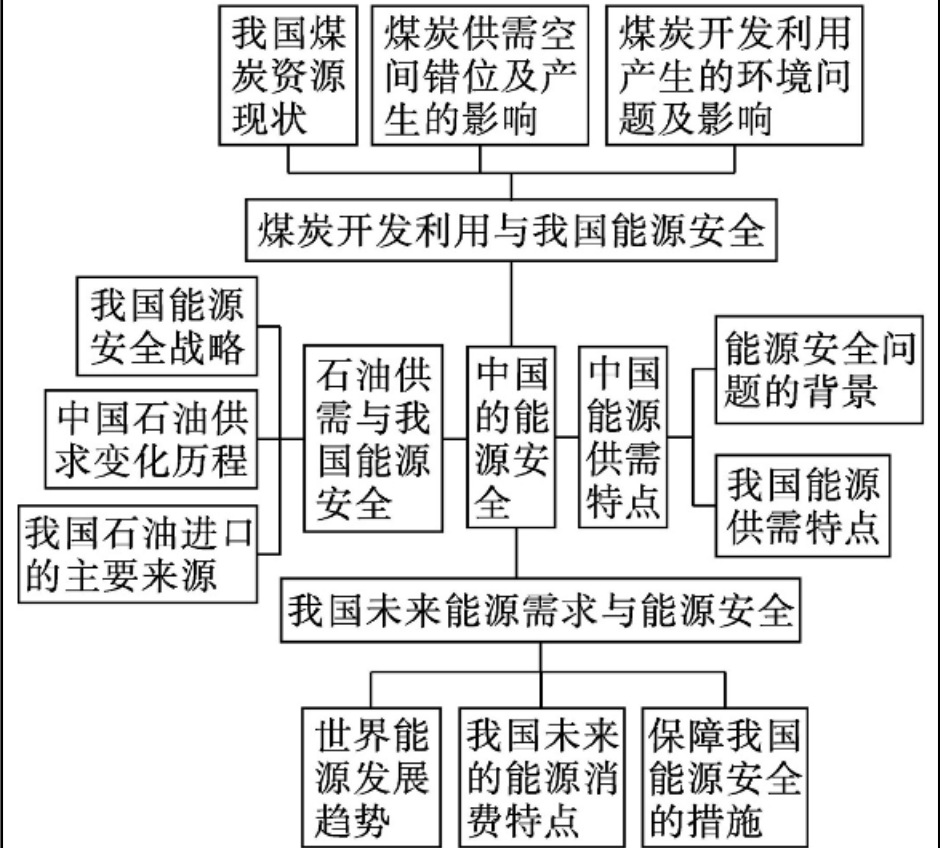 我国煤
炭资源
现状
煤炭供需空
间错位及产
生的影响
煤炭开发利用
产生的环境问
题及影响
煤炭开发利用与我国能源安全
我国能源
安全战略
中国石油供
求变化历程
我国石油进口
的主要来源
石油供
需与我
国能源
安全
中国
的能
源安
全
中国
能源
供需
特点
能源安全问
题的背景
我国能源
供需特点
我国未来能源需求与能源安全
世界能
源发展
趋势
我国未来
的能源消
费特点
保障我国
能源安全
的措施